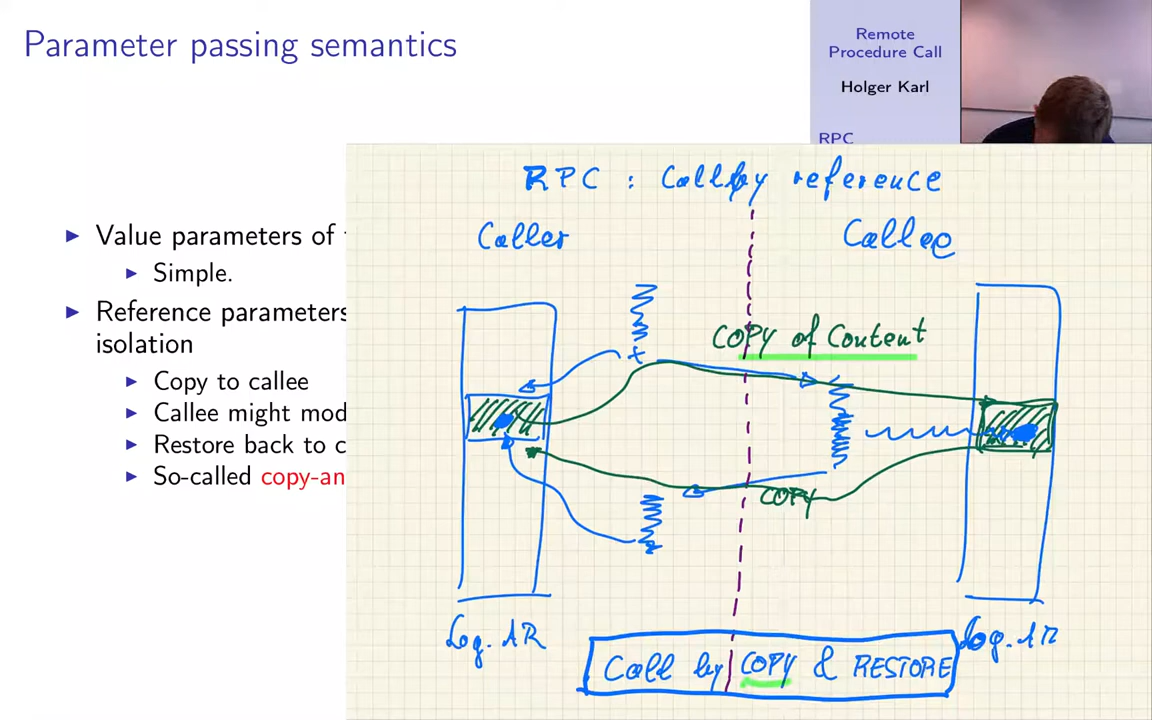 Parameter passing semantics
Remote
Procedure Call
Holger Karl
RPC
Value parameters of
Simple.
Reference parameters
isolation
Copy to callee
Callee might mod
Restore back to c
So-called copy-an
RPC : Call by reference
Caller
Callee
COPY of Content
COPY
Log. AR
Log. AR
Call by COPY & RESTORE